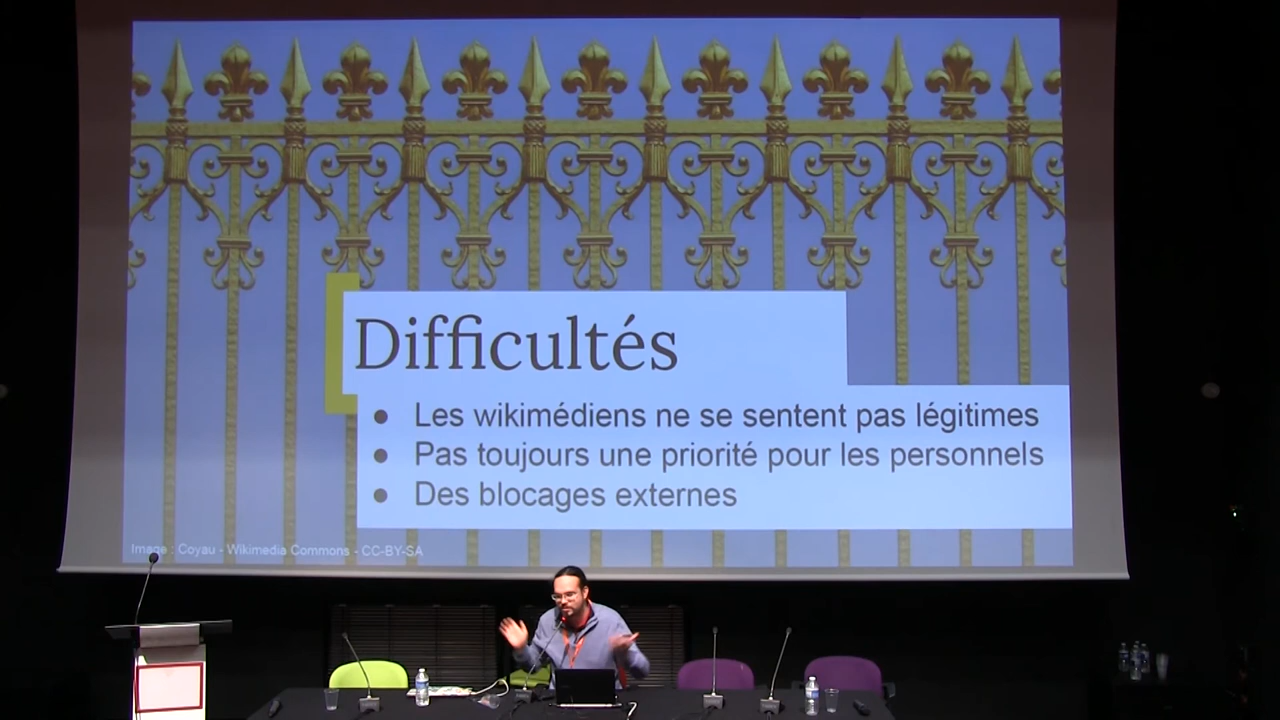 Difficultés
● Les wikimédiens ne se sentent pas légitimes
● Pas toujours une priorité pour les personnels
● Des blocages externes
Image : Coyau - Wikimedia Commons - CC-BY-SA